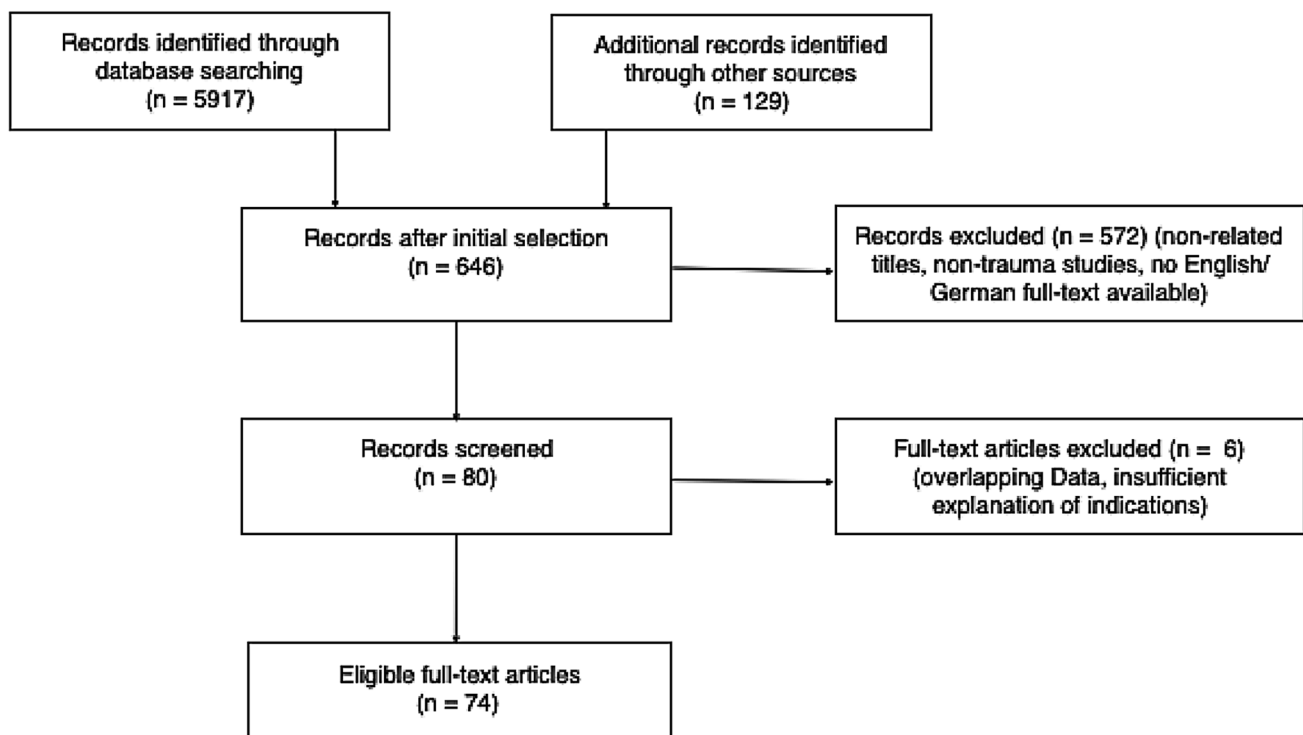 Records identified through
database searching
(n = 5917)
Additional records identified
through other sources
(n = 129)
Records after initial selection
(n = 646)
Records excluded (n = 572) (non-related
titles, non-trauma studies, no English/
German full-text available)
Records screened
(n = 80)
Full-text articles excluded (n =  6)
(overlapping Data, insufficient
explanation of indications)
Eligible full-text articles
(n = 74)